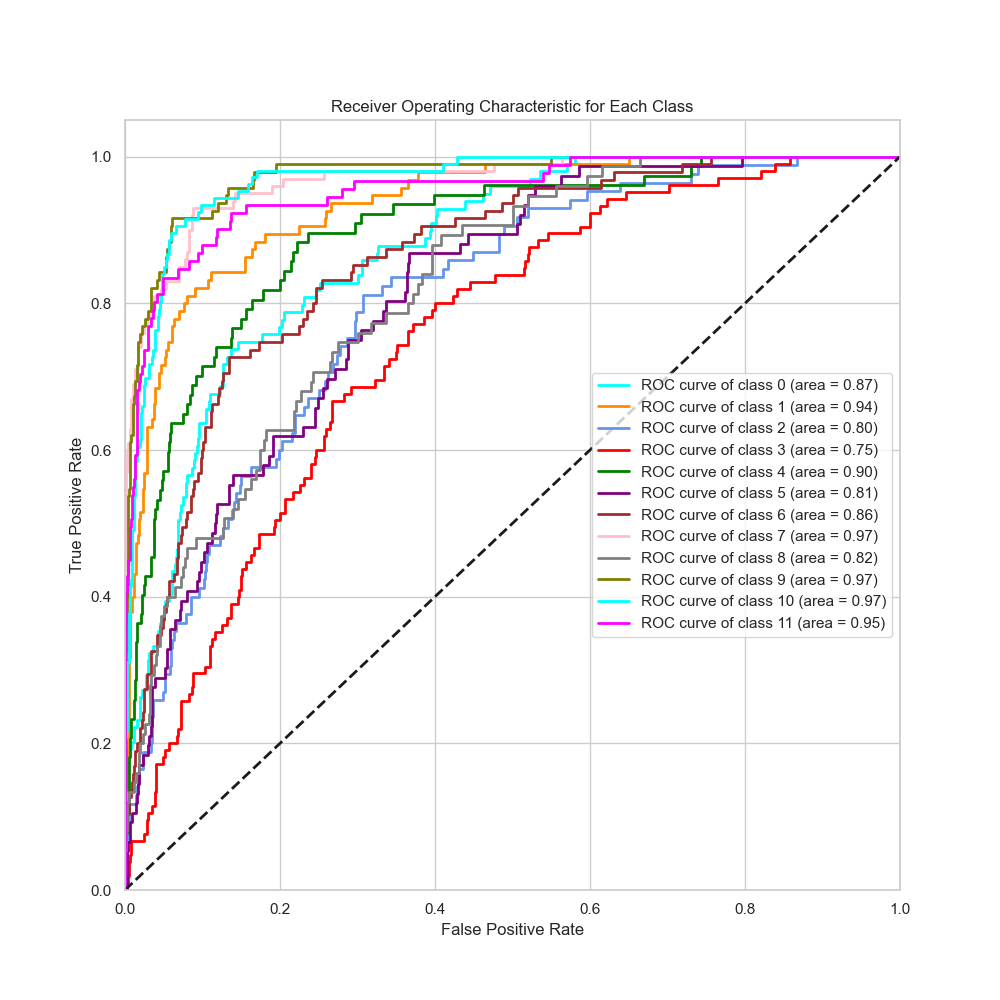 Receiver Operating Characteristic for Each Class
1.0
0.8
0.6
0.4
0.2
0.0
True Positive Rate
ROC curve of class 0 (area = 0.87)
ROC curve of class 1 (area = 0.94)
ROC curve of class 2 (area = 0.80)
ROC curve of class 3 (area = 0.75)
ROC curve of class 4 (area = 0.90)
ROC curve of class 5 (area = 0.81)
ROC curve of class 6 (area = 0.86)
ROC curve of class 7 (area = 0.97)
ROC curve of class 8 (area = 0.82)
ROC curve of class 9 (area = 0.97)
ROC curve of class 10 (area = 0.97)
ROC curve of class 11 (area = 0.95)
0.0 0.2 0.4 0.6 0.8 1.0
False Positive Rate